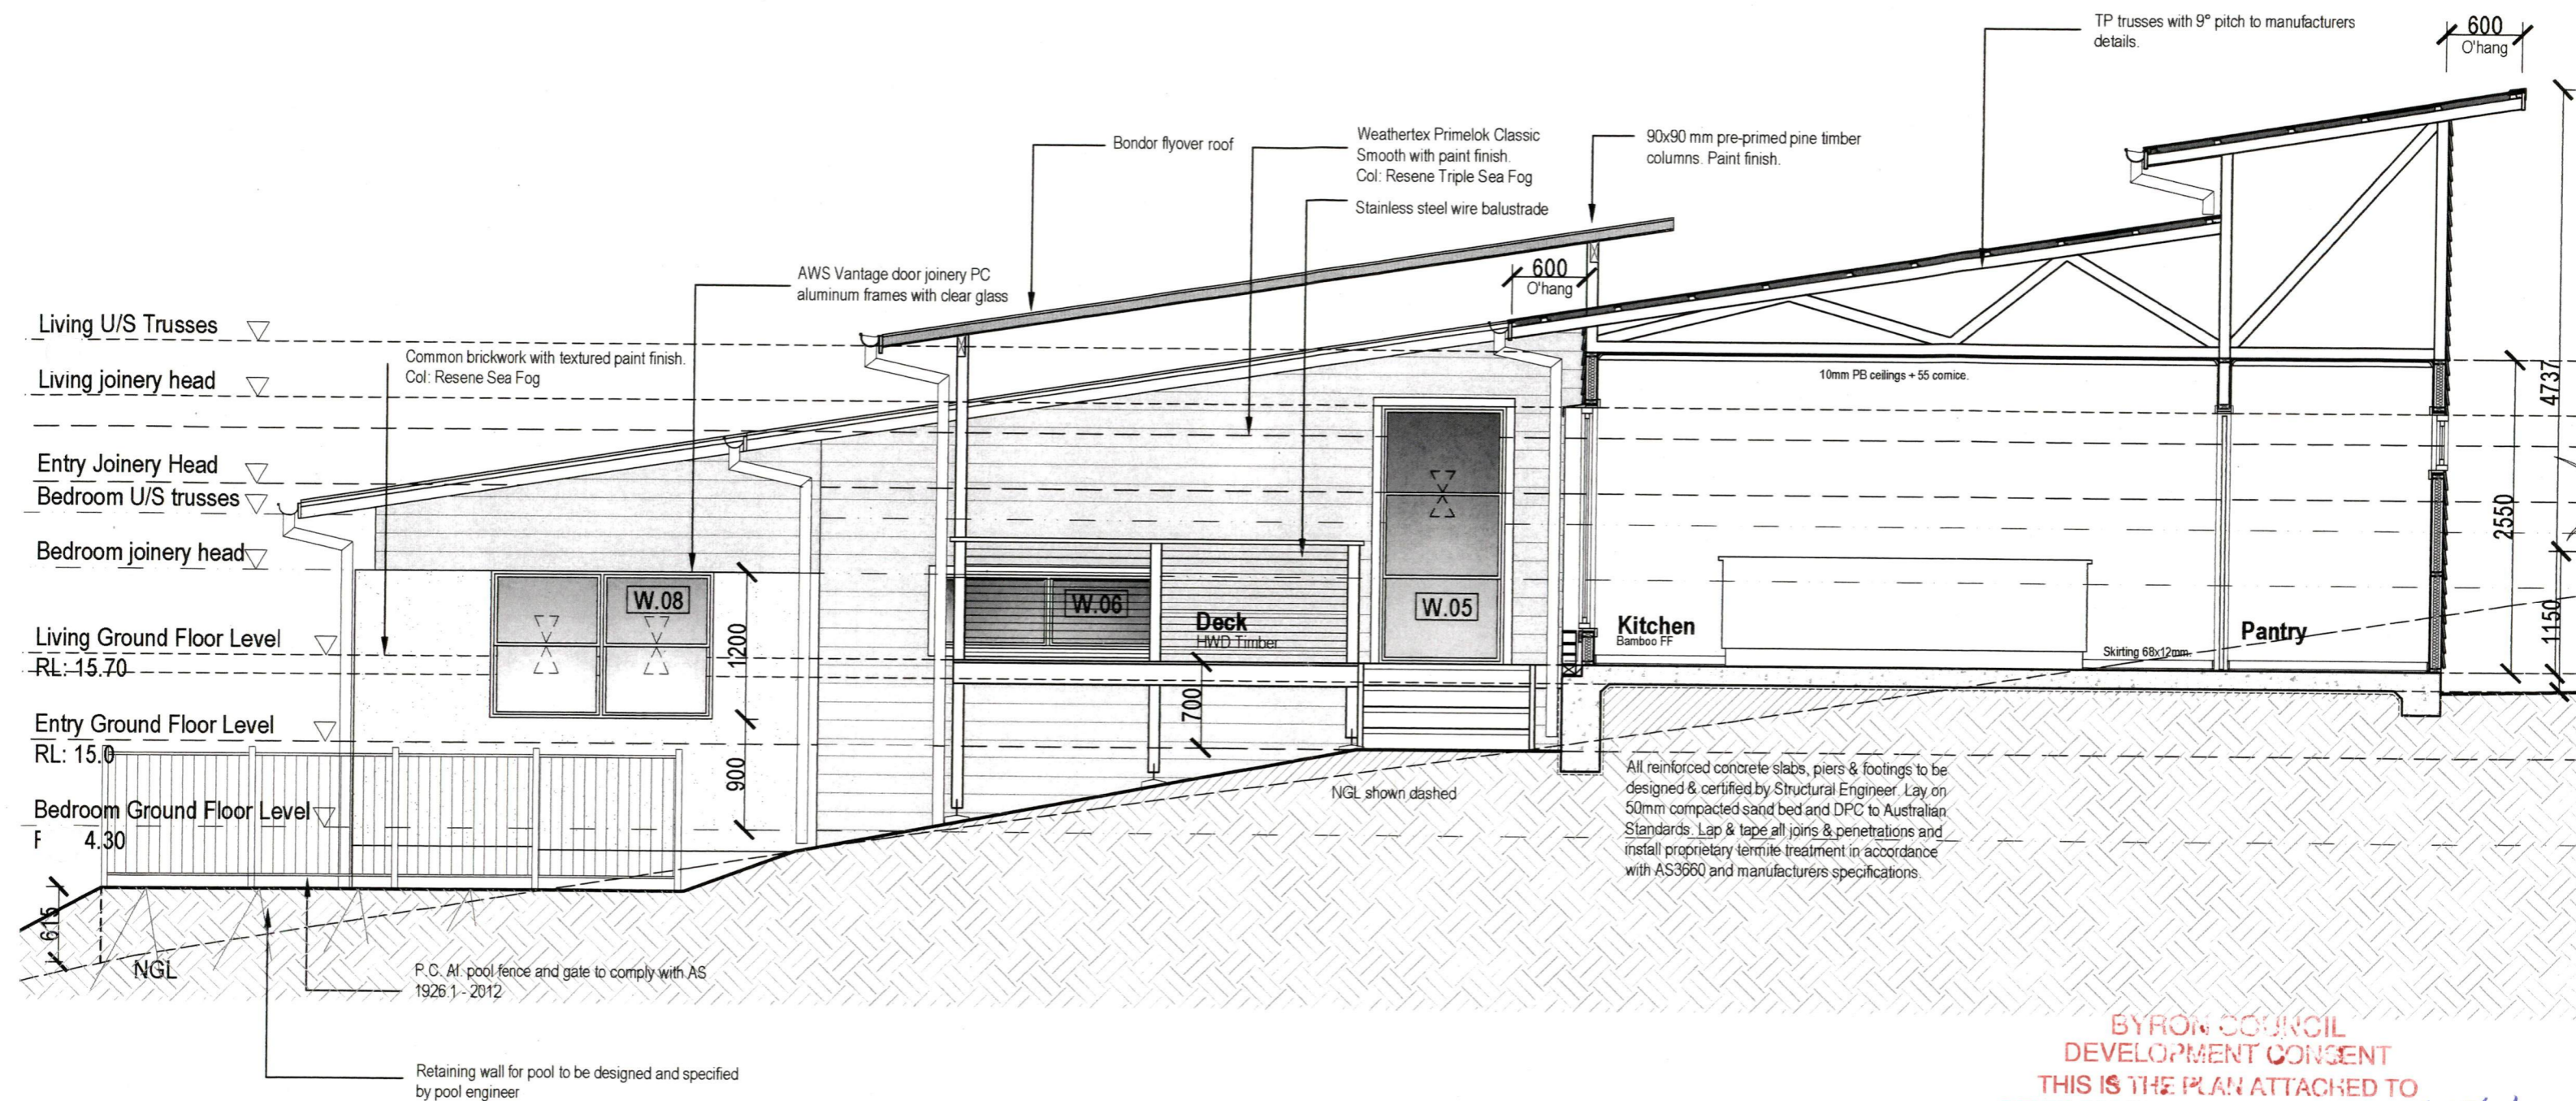 TP trusses with 9° pitch to manufacturers
details.
600
O'hang
Bondor flyover roof
Weathertex Primelok Classic
Smooth with paint finish.
Col: Resene Triple Sea Fog
90x90 mm pre-primed pine timber
columns. Paint finish.
Stainless steel wire balustrade
AWS Vantage door joinery PC
aluminum frames with clear glass
600
O'hang
Living U/S Trusses
Common brickwork with textured paint finish.
Col: Resene Sea Fog
Living joinery head
10mm PB ceilings + 55 cornice.
4737
Entry Joinery Head
Bedroom U/S trusses
2550
Bedroom joinery head
W.08
W.06
W.05
1200
Deck
HWD Timber
Kitchen
Bamboo FF
Pantry
1150
Living Ground Floor Level
RL: 15.70
Skirting 68x12mm.
700
Entry Ground Floor Level
RL: 15.0
900
NGL shown dashed
All reinforced concrete slabs, piers & footings to be
designed & certified by Structural Engineer. Lay on
50mm compacted sand bed and DPC to Australian
Standards. Lap & tape all joins & penetrations and
install proprietary termite treatment in accordance
with AS3660 and manufacturers specifications.
Bedroom Ground Floor Level
4.30
615
NGL
P.C. Al. pool fence and gate to comply with AS
1926.1 - 2012
Retaining wall for pool to be designed and specified
by pool engineer
BYRON COUNCIL
DEVELOPMENT CONSENT
THIS IS THE PLAN ATTACHED TO